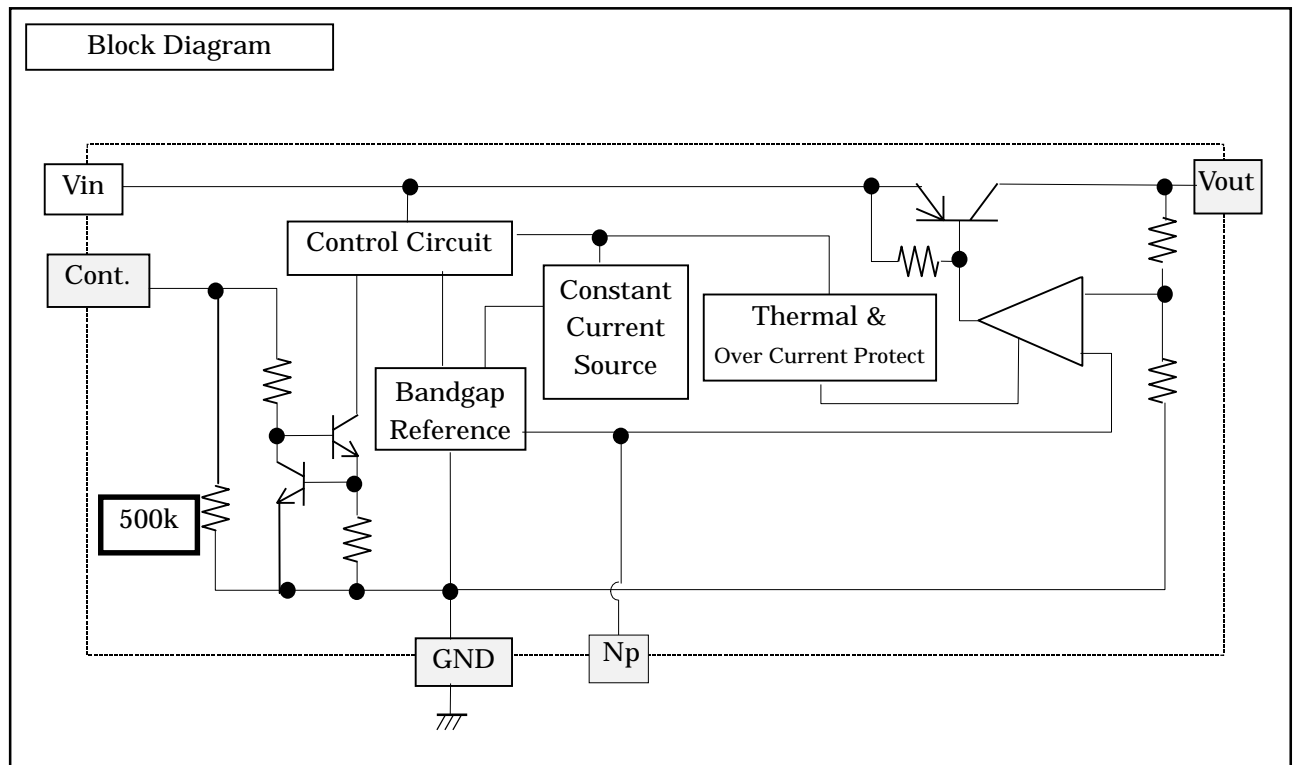 Block Diagram
Vin
Vout
Control Circuit
Cont.
Constant
Current
Source
Thermal &
Over Current Protect
Bandgap
Reference
500k
GND
Np